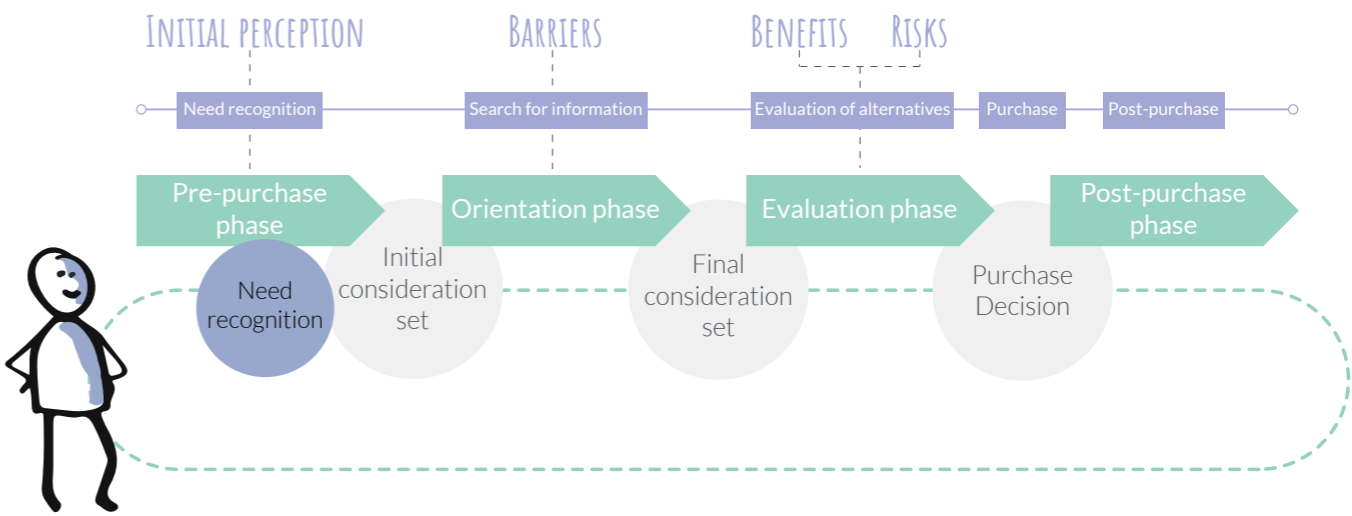 INITIAL PERCEPTION
BARRIERS
BENEFITS
RISKS
Need recognition
Search for information
Evaluation of alternatives
Purchase
Post-purchase
Pre-purchase
phase
Orientation phase
Evaluation phase
Post-purchase
phase
Need
recognition
Initial
consideration
set
Final
consideration
set
Purchase
Decision